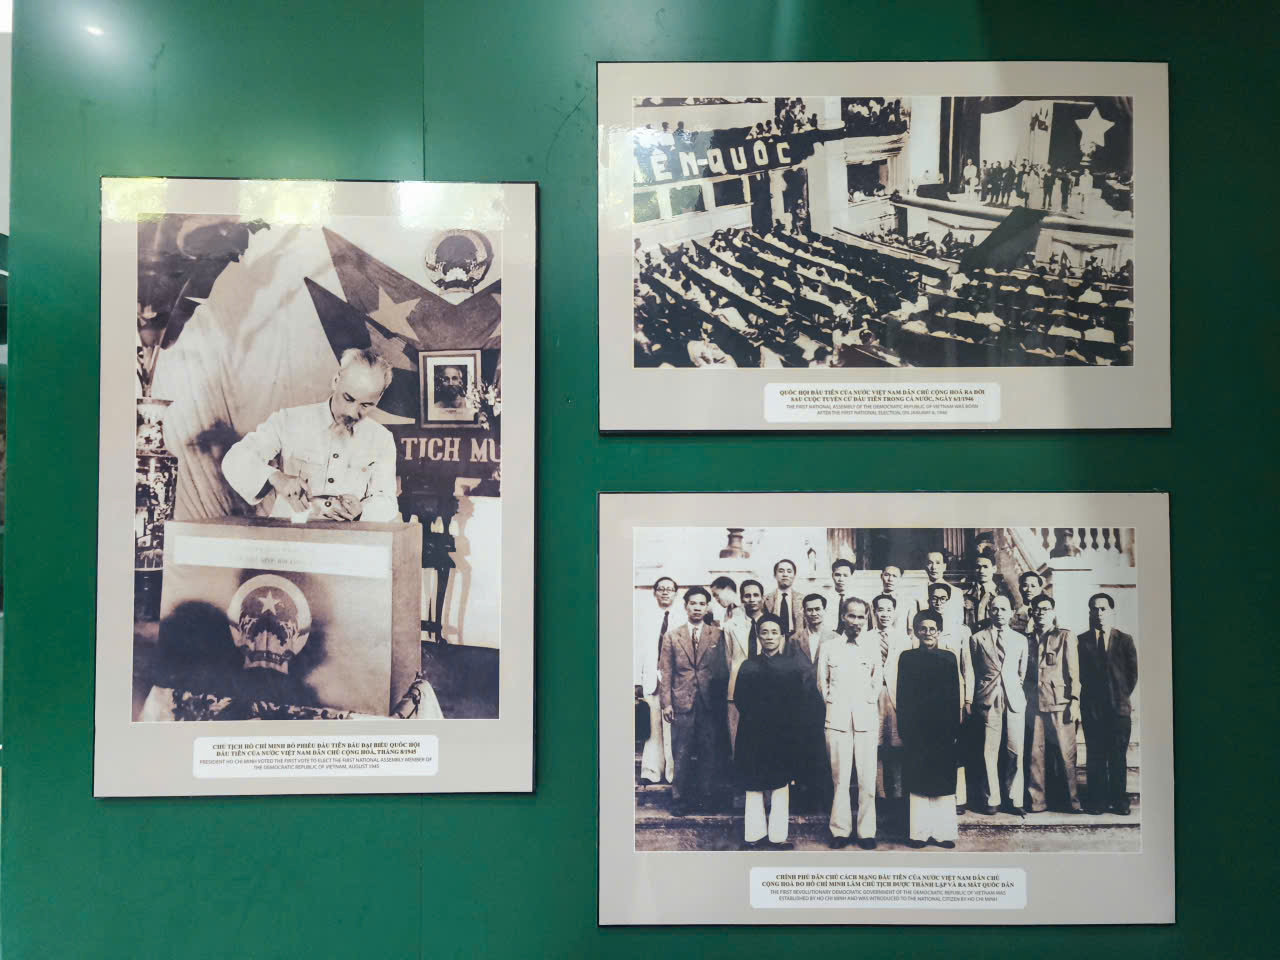 TỊCH MU
CHỦ TỊCH HỒ CHÍ MINH BỎ PHIẾU ĐẦU TIÊN BẦU ĐẠI BIỂU QUỐC HỘI
ĐẦU TIÊN CỦA NƯỚC VIỆT NAM DÂN CHỦ CỘNG HOÀ, THÁNG 8/1945
PRESIDENT HO CHI MINH VOTED THE FIRST VOTE TO ELECT THE FIRST NATIONAL ASSEMBLY MEMBER OF
THE DEMOCRATIC REPUBLIC OF VIETNAM, AUGUST 1945
ỆN-QUỐC
QUỐC HỘI ĐẦU TIÊN CỦA NƯỚC VIỆT NAM DÂN CHỦ CỘNG HOÀ RA ĐỜI
SAU CUỘC TUYỂN CỬ ĐẦU TIÊN TRONG CẢ NƯỚC, NGÀY 6/1/1946
THE FIRST NATIONAL ASSEMBLY OF THE DEMOCRATIC REPUBLIC OF VIETNAM WAS BORN
AFTER THE FIRST NATIONAL ELECTION, ON JANUARY 6, 1946
CHÍNH PHỦ DÂN CHỦ CÁCH MẠNG ĐẦU TIÊN CỦA NƯỚC VIỆT NAM DÂN CHỦ
CỘNG HOÀ DO HỒ CHÍ MINH LÀM CHỦ TỊCH ĐƯỢC THÀNH LẬP VÀ RA MẮT QUỐC DÂN
THE FIRST REVOLUTIONARY DEMOCRATIC GOVERNMENT OF THE DEMOCRATIC REPUBLIC OF VIETNAM WAS
ESTABLISHED BY HO CHI MINH AND WAS INTRODUCED TO THE NATIONAL CITIZEN BY HO CHI MINH